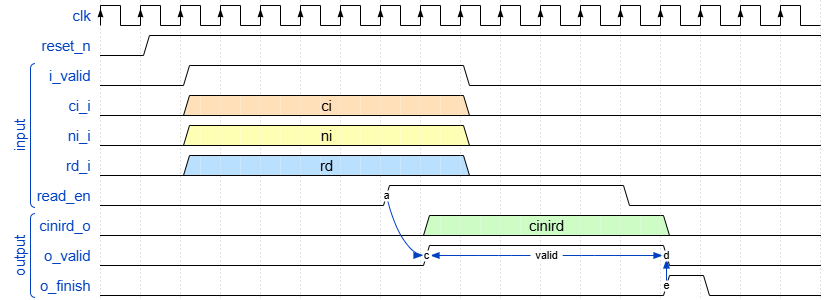 clk
reset_n
input
i_valid
ci_i ci
ni_i ni
rd_i rd
read_en a
output
cinird_o cinird
o_valid c valid d
o_finish e